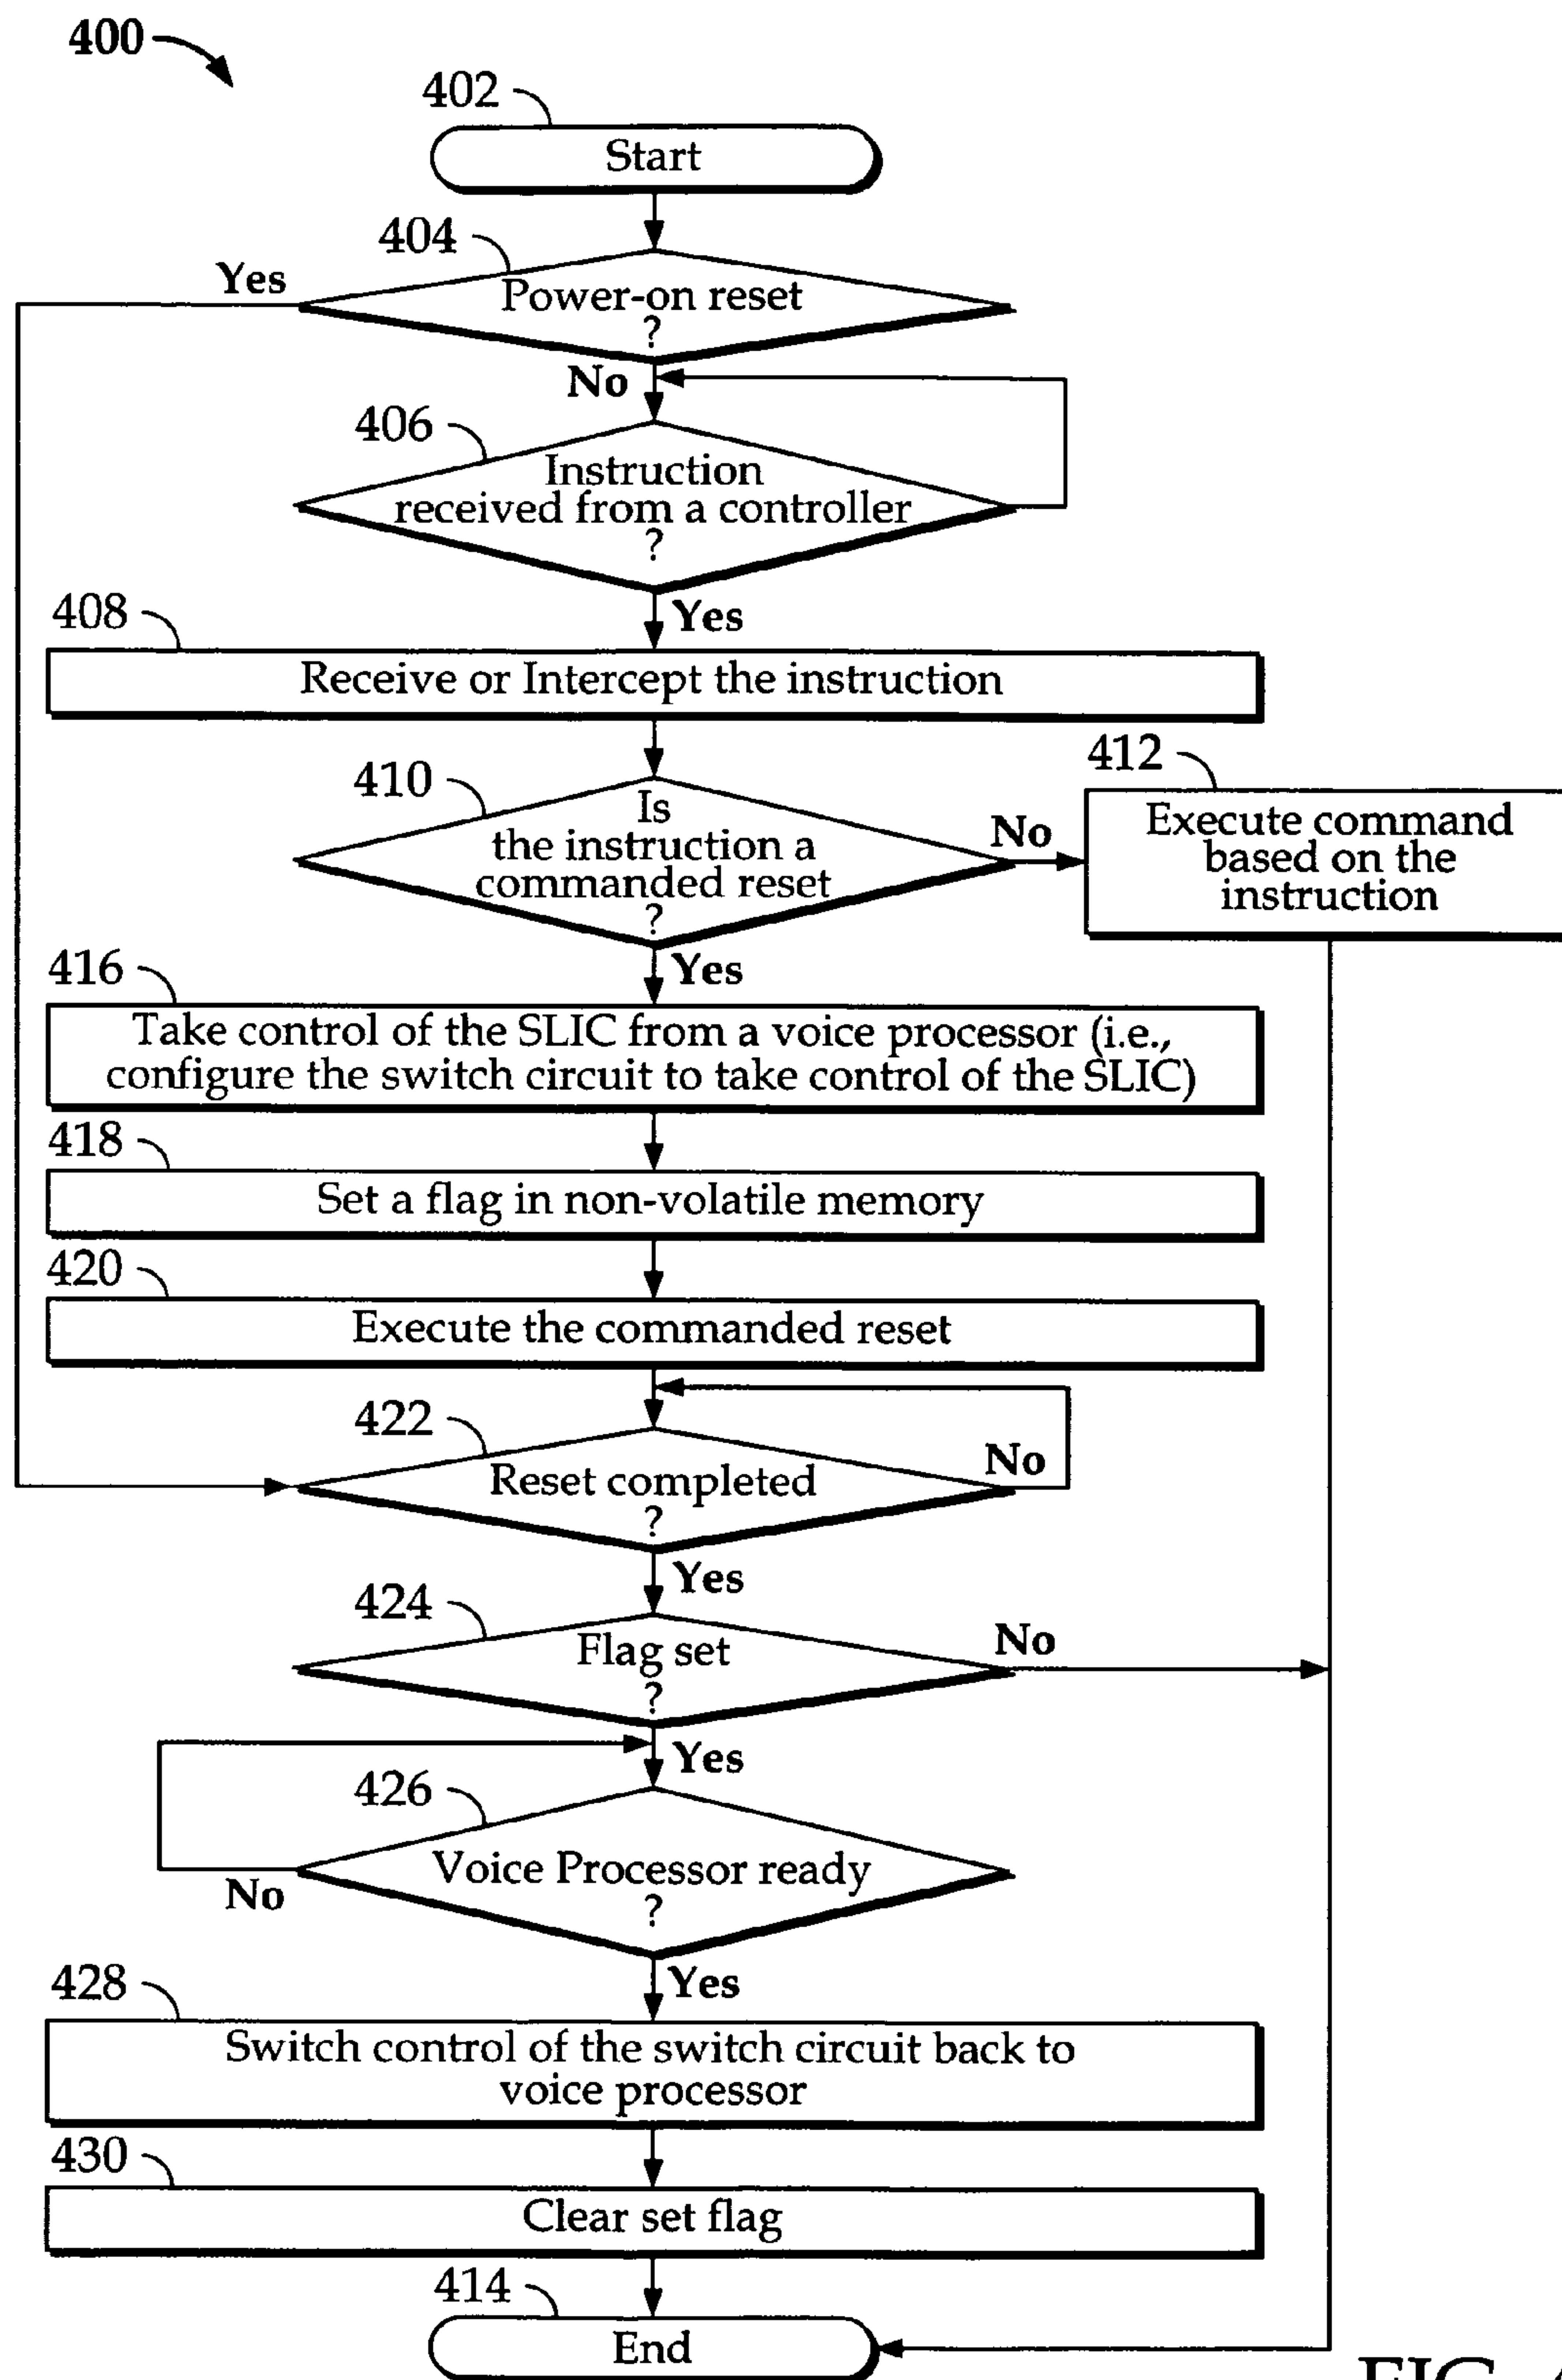 400
402
Start
404
Yes
Power-on reset
?
No
406
Instruction
received from a controller
?
Yes
408
Receive or Intercept the instruction
410
Is
the instruction a
commanded reset
?
No
412
Execute command
based on the
instruction
Yes
416
Take control of the SLIC from a voice processor (i.e.,
configure the switch circuit to take control of the SLIC)
418
Set a flag in non-volatile memory
420
Execute the commanded reset
422
Reset completed
?
No
Yes
424
Flag set
?
No
Yes
426
Voice Processor ready
?
No
Yes
428
Switch control of the switch circuit back to
voice processor
430
Clear set flag
414
End